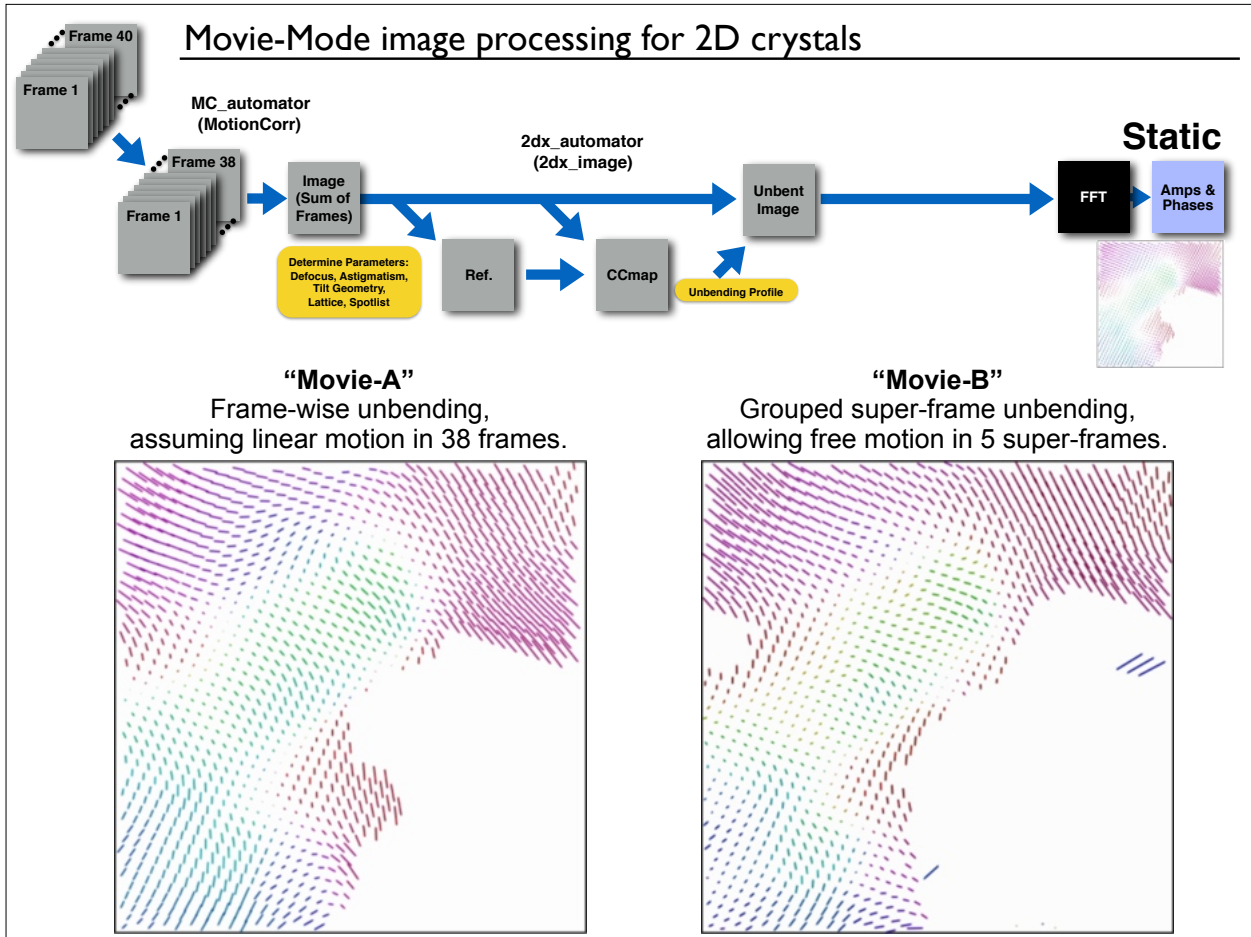 Movie-Mode image processing for 2D crystals
Frame 40
Frame 1
MC_automator
(MotionCorr)
Frame 38
Frame 1
Image
(Sum of
Frames)
2dx_automator
(2dx_image)
Unbent
Image
Static
FFT
Amps &
Phases
Determine Parameters:
Defocus, Astigmatism,
Tilt Geometry,
Lattice, Spotlist
Ref.
CCmap
Unbending Profile
“Movie-A”
Frame-wise unbending,
assuming linear motion in 38 frames.
“Movie-B”
Grouped super-frame unbending,
allowing free motion in 5 super-frames.